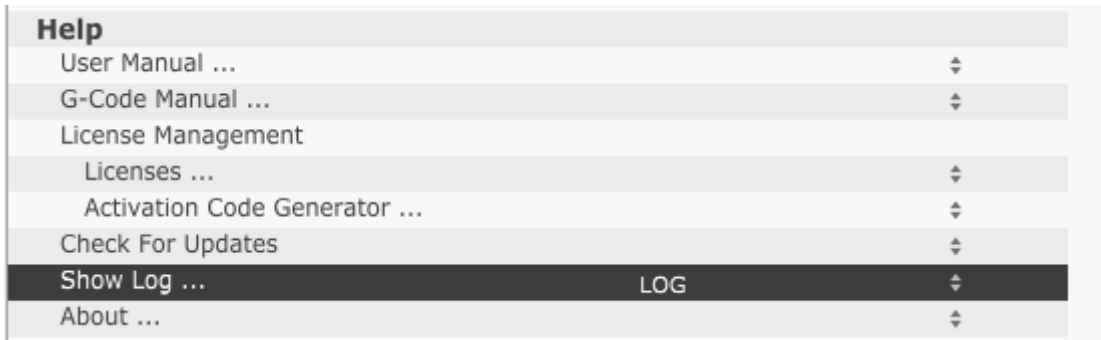 Help
User Manual ...
G-Code Manual ...
License Management
Licenses ...
Activation Code Generator ...
Check For Updates
Show Log ... LOG
About ...